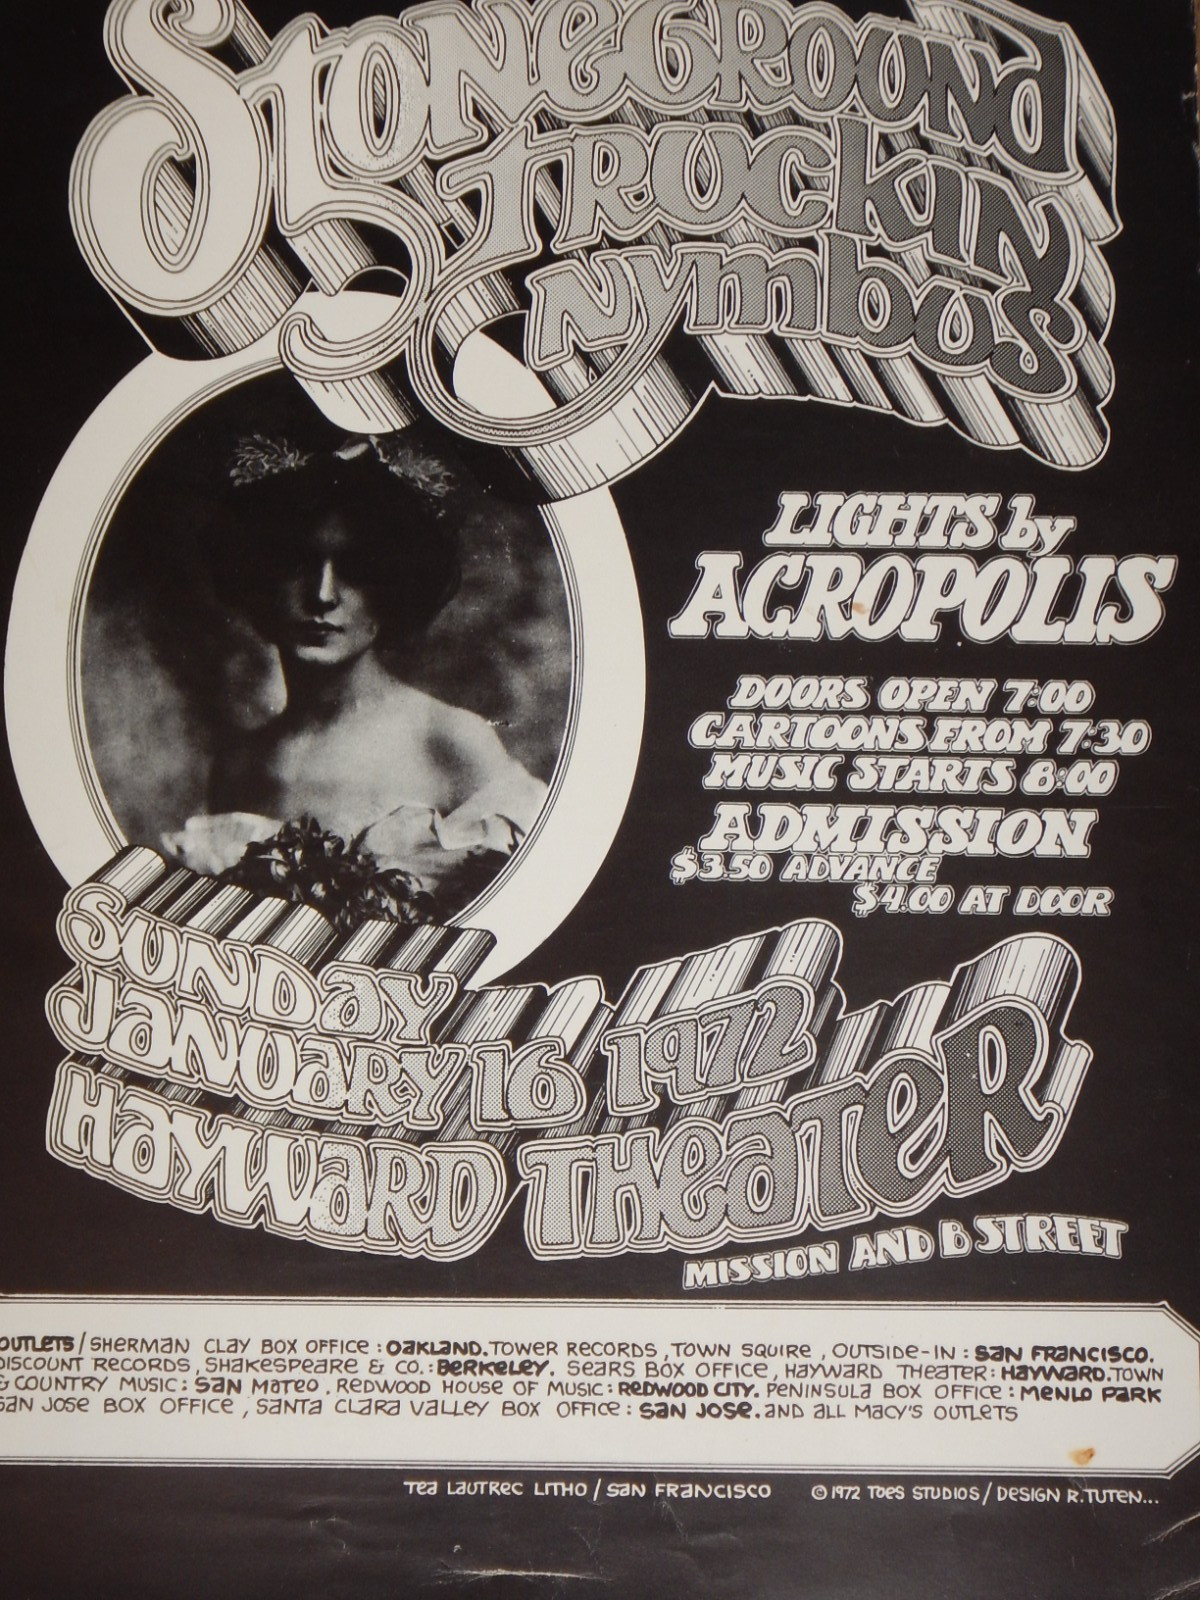 Stoneground
Truckin
Nymbus
LIGHTS by
ACROPOLIS
DOORS OPEN 7:00
CARTOONS FROM 7:30
MUSIC STARTS 8:00
ADMISSION
$3.50 ADVANCE
$4.00 AT DOOR
SUNDAY
JANUARY 16 1972
HAYWARD THEATER
MISSION AND B STREET
OUTLETS / SHERMAN CLAY BOX OFFICE : OAKLAND. TOWER RECORDS , TOWN SQUIRE , OUTSIDE-IN : SAN FRANCISCO.
DISCOUNT RECORDS , SHAKESPEARE & CO. : BERKELEY. SEARS BOX OFFICE , HAYWARD THEATER : HAYWARD. TOWN
& COUNTRY MUSIC : SAN MATEO . REDWOOD HOUSE OF MUSIC : REDWOOD CITY. PENINSULA BOX OFFICE : MENLO PARK
SAN JOSE BOX OFFICE , SANTA CLARA VALLEY BOX OFFICE : SAN JOSE. AND ALL MACY'S OUTLETS
TEA LAUTREC LITHO / SAN FRANCISCO © 1972 TOES STUDIOS / DESIGN R. TUTEN...